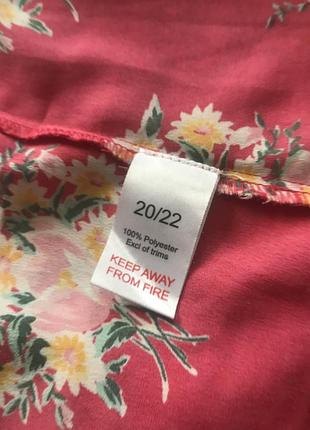 20/22
100% Polyester
Excl of trims
KEEP AWAY
FROM FIRE